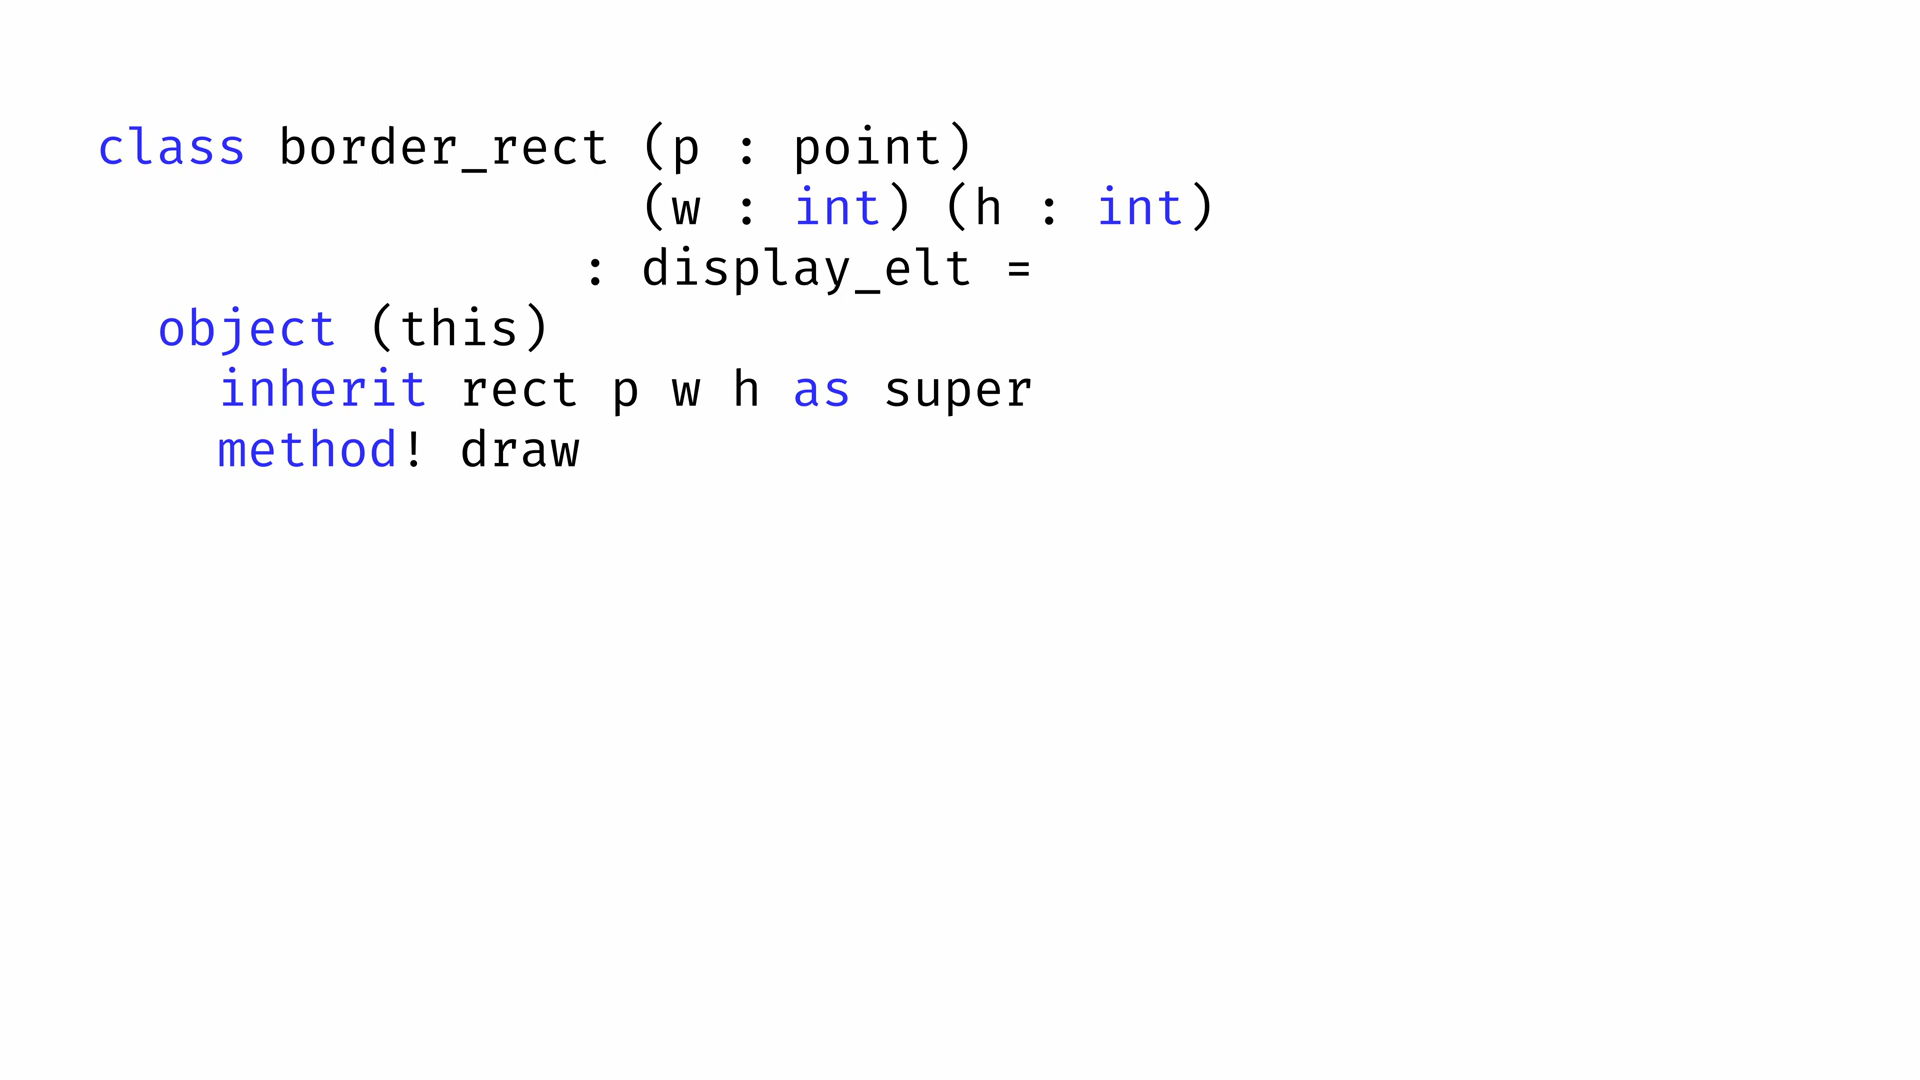 class border_rect (p : point)
                  (w : int) (h : int)
                : display_elt =
  object (this)
    inherit rect p w h as super
    method! draw